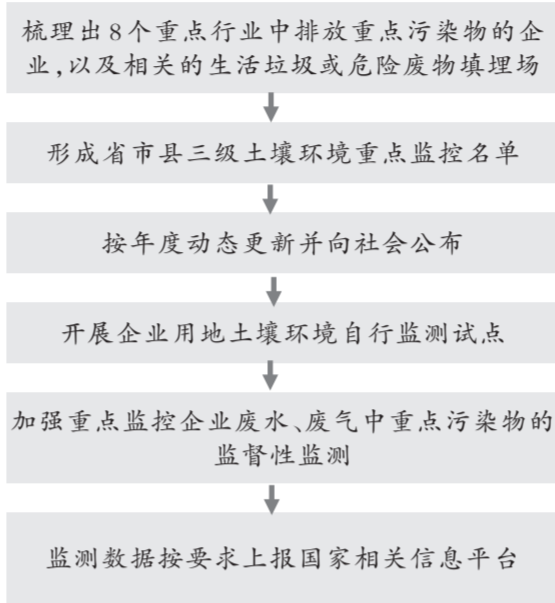 梳理出8个重点行业中排放重点污染物的企
业,以及相关的生活垃圾或危险废物填埋场
形成省市县三级土壤环境重点监控名单
按年度动态更新并向社会公布
开展企业用地土壤环境自行监测试点
加强重点监控企业废水、废气中重点污染物的
监督性监测
监测数据按要求上报国家相关信息平台